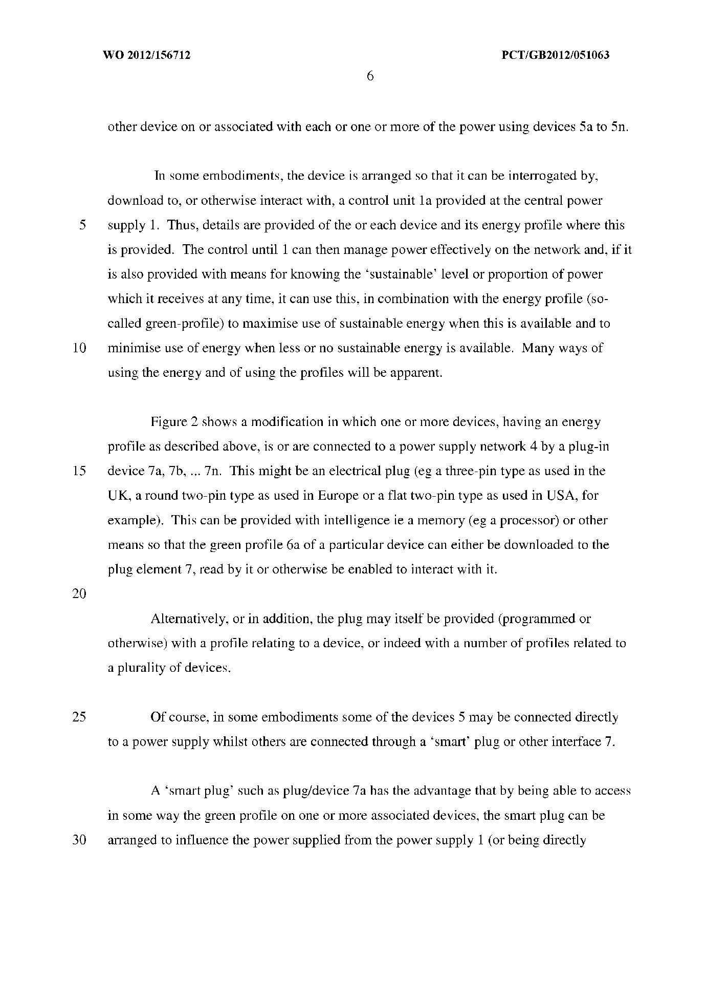 WO 2012/156712 PCT/GB2012/051063
6
other device on or associated with each or one or more of the power using devices 5a to 5n.
In some embodiments, the device is arranged so that it can be interrogated by,
download to, or otherwise interact with, a control unit 1a provided at the central power
5 supply 1. Thus, details are provided of the or each device and its energy profile where this
is provided. The control until 1 can then manage power effectively on the network and, if it
is also provided with means for knowing the ‘sustainable’ level or proportion of power
which it receives at any time, it can use this, in combination with the energy profile (so-
called green-profile) to maximise use of sustainable energy when this is available and to
10 minimise use of energy when less or no sustainable energy is available. Many ways of
using the energy and of using the profiles will be apparent.
Figure 2 shows a modification in which one or more devices, having an energy
profile as described above, is or are connected to a power supply network 4 by a plug-in
15 device 7a, 7b, ... 7n. This might be an electrical plug (eg a three-pin type as used in the
UK, a round two-pin type as used in Europe or a flat two-pin type as used in USA, for
example). This can be provided with intelligence ie a memory (eg a processor) or other
means so that the green profile 6a of a particular device can either be downloaded to the
plug element 7, read by it or otherwise be enabled to interact with it.
20
Alternatively, or in addition, the plug may itself be provided (programmed or
otherwise) with a profile relating to a device, or indeed with a number of profiles related to
a plurality of devices.
25 Of course, in some embodiments some of the devices 5 may be connected directly
to a power supply whilst others are connected through a ‘smart’ plug or other interface 7.
A ‘smart plug’ such as plug/device 7a has the advantage that by being able to access
in some way the green profile on one or more associated devices, the smart plug can be
30 arranged to influence the power supplied from the power supply 1 (or being directly